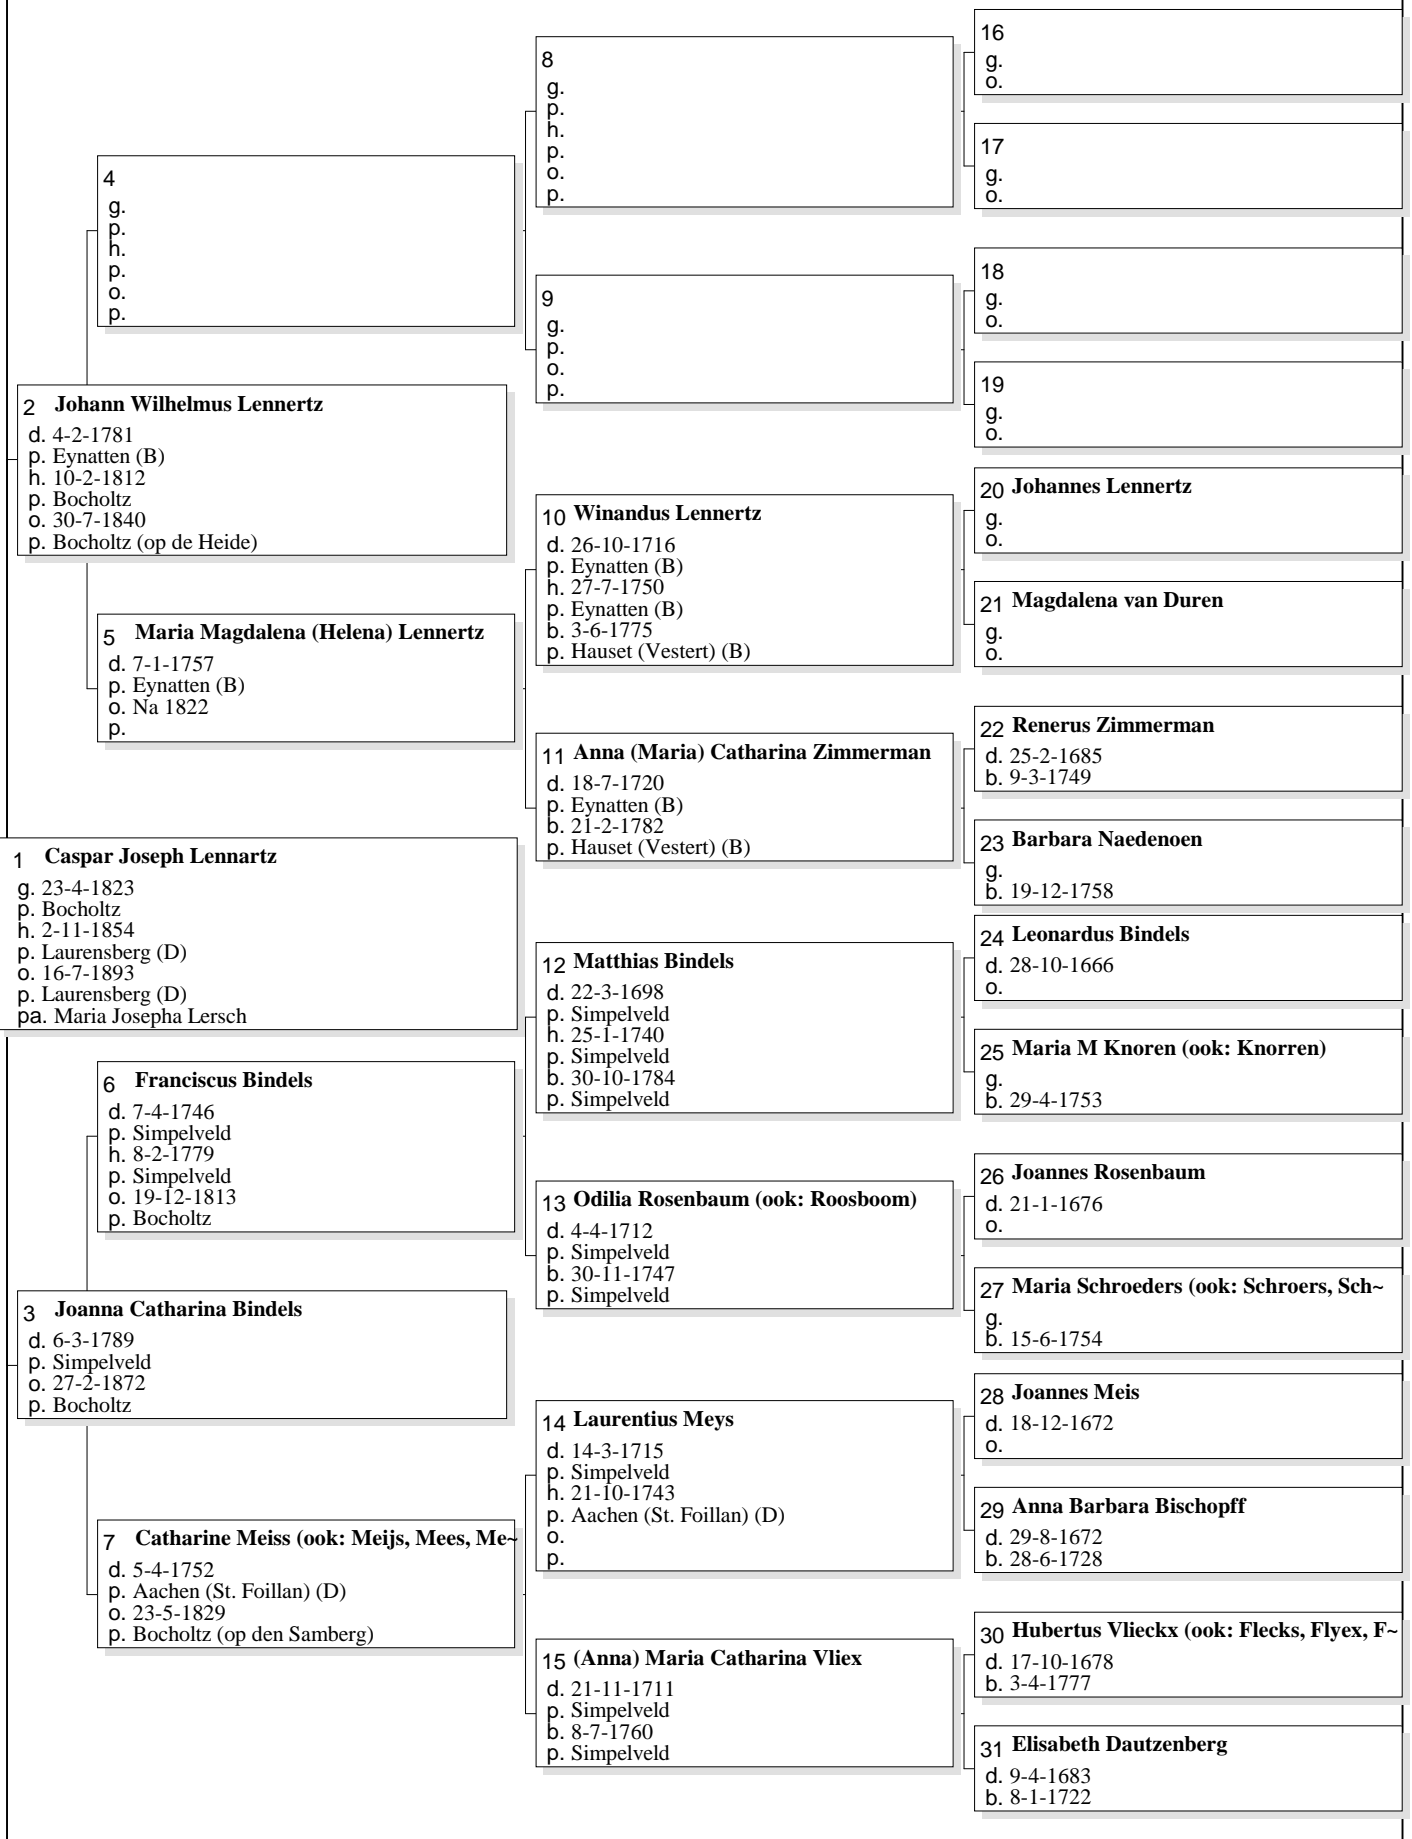 16
g.
o.
8
g.
p.
h.
p.
o.
p.
17
g.
o.
4
g.
p.
h.
p.
o.
p.
18
g.
o.
9
g.
p.
o.
p.
19
g.
o.
2 Johann Wilhelmus Lennertz
d. 4-2-1781
p. Eynatten (B)
h. 10-2-1812
p. Bocholtz
o. 30-7-1840
p. Bocholtz (op de Heide)
20 Johannes Lennertz
g.
o.
10 Winandus Lennertz
d. 26-10-1716
p. Eynatten (B)
h. 27-7-1750
p. Eynatten (B)
b. 3-6-1775
p. Hauset (Vestert) (B)
21 Magdalena van Duren
g.
o.
5 Maria Magdalena (Helena) Lennertz
d. 7-1-1757
p. Eynatten (B)
o. Na 1822
p.
22 Renerus Zimmerman
d. 25-2-1685
b. 9-3-1749
11 Anna (Maria) Catharina Zimmerman
d. 18-7-1720
p. Eynatten (B)
b. 21-2-1782
p. Hauset (Vestert) (B)
23 Barbara Naedenoen
g.
b. 19-12-1758
1 Caspar Joseph Lennartz
g. 23-4-1823
p. Bocholtz
h. 2-11-1854
p. Laurensberg (D)
o. 16-7-1893
p. Laurensberg (D)
pa. Maria Josepha Lersch
24 Leonardus Bindels
d. 28-10-1666
o.
12 Matthias Bindels
d. 22-3-1698
p. Simpelveld
h. 25-1-1740
p. Simpelveld
b. 30-10-1784
p. Simpelveld
25 Maria M Knoren (ook: Knorren)
g.
b. 29-4-1753
6 Franciscus Bindels
d. 7-4-1746
p. Simpelveld
h. 8-2-1779
p. Simpelveld
o. 19-12-1813
p. Bocholtz
26 Joannes Rosenbaum
d. 21-1-1676
o.
13 Odilia Rosenbaum (ook: Roosboom)
d. 4-4-1712
p. Simpelveld
b. 30-11-1747
p. Simpelveld
27 Maria Schroeders (ook: Schroers, Sch~
g.
b. 15-6-1754
3 Joanna Catharina Bindels
d. 6-3-1789
p. Simpelveld
o. 27-2-1872
p. Bocholtz
28 Joannes Meis
d. 18-12-1672
o.
14 Laurentius Meys
d. 14-3-1715
p. Simpelveld
h. 21-10-1743
p. Aachen (St. Foillan) (D)
o.
p.
29 Anna Barbara Bischopff
d. 29-8-1672
b. 28-6-1728
7 Catharine Meiss (ook: Meijs, Mees, Me~
d. 5-4-1752
p. Aachen (St. Foillan) (D)
o. 23-5-1829
p. Bocholtz (op den Samberg)
30 Hubertus Vlieckx (ook: Flecks, Flyex, F~
d. 17-10-1678
b. 3-4-1777
15 (Anna) Maria Catharina Vliex
d. 21-11-1711
p. Simpelveld
b. 8-7-1760
p. Simpelveld
31 Elisabeth Dautzenberg
d. 9-4-1683
b. 8-1-1722